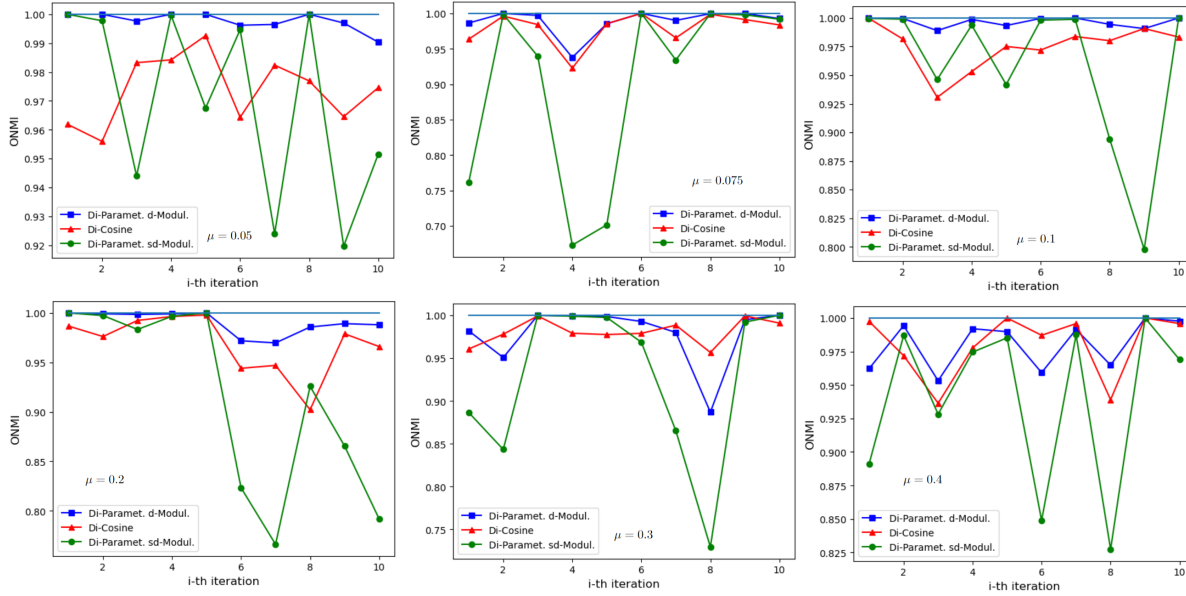 ONMI
1.00
0.99
0.98
0.97
0.96
0.95
0.94
0.93
0.92
2 4 6 8 10
i-th iteration
Di-Paramet. d-Modul.
Di-Cosine
Di-Paramet. sd-Modul.
μ = 0.05
ONMI
1.00
0.95
0.90
0.85
0.80
0.75
0.70
2 4 6 8 10
i-th iteration
μ = 0.075
Di-Paramet. d-Modul.
Di-Cosine
Di-Paramet. sd-Modul.
ONMI
1.000
0.975
0.950
0.925
0.900
0.875
0.850
0.825
0.800
2 4 6 8 10
i-th iteration
Di-Paramet. d-Modul.
Di-Cosine
Di-Paramet. sd-Modul.
μ = 0.1
ONMI
1.00
0.95
0.90
0.85
0.80
2 4 6 8 10
i-th iteration
μ = 0.2
Di-Paramet. d-Modul.
Di-Cosine
Di-Paramet. sd-Modul.
ONMI
1.00
0.95
0.90
0.85
0.80
0.75
2 4 6 8 10
i-th iteration
Di-Paramet. d-Modul.
Di-Cosine
Di-Paramet. sd-Modul.
μ = 0.3
ONMI
1.000
0.975
0.950
0.925
0.900
0.875
0.850
0.825
2 4 6 8 10
i-th iteration
μ = 0.4
Di-Paramet. d-Modul.
Di-Cosine
Di-Paramet. sd-Modul.